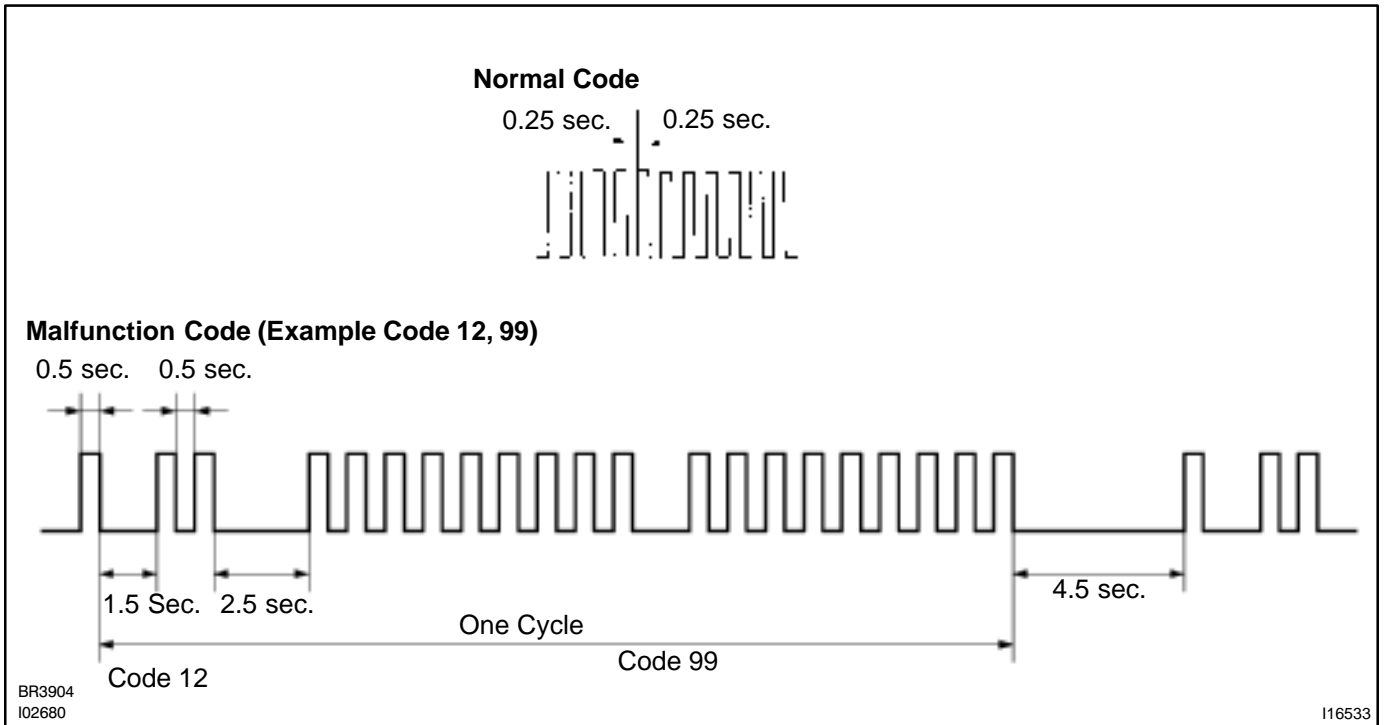 Normal Code
0.25 sec. 0.25 sec.
Malfunction Code (Example Code 12, 99)
0.5 sec. 0.5 sec.
1.5 Sec. 2.5 sec. 4.5 sec.
One Cycle
Code 12 Code 99
BR3904
I02680 I16533